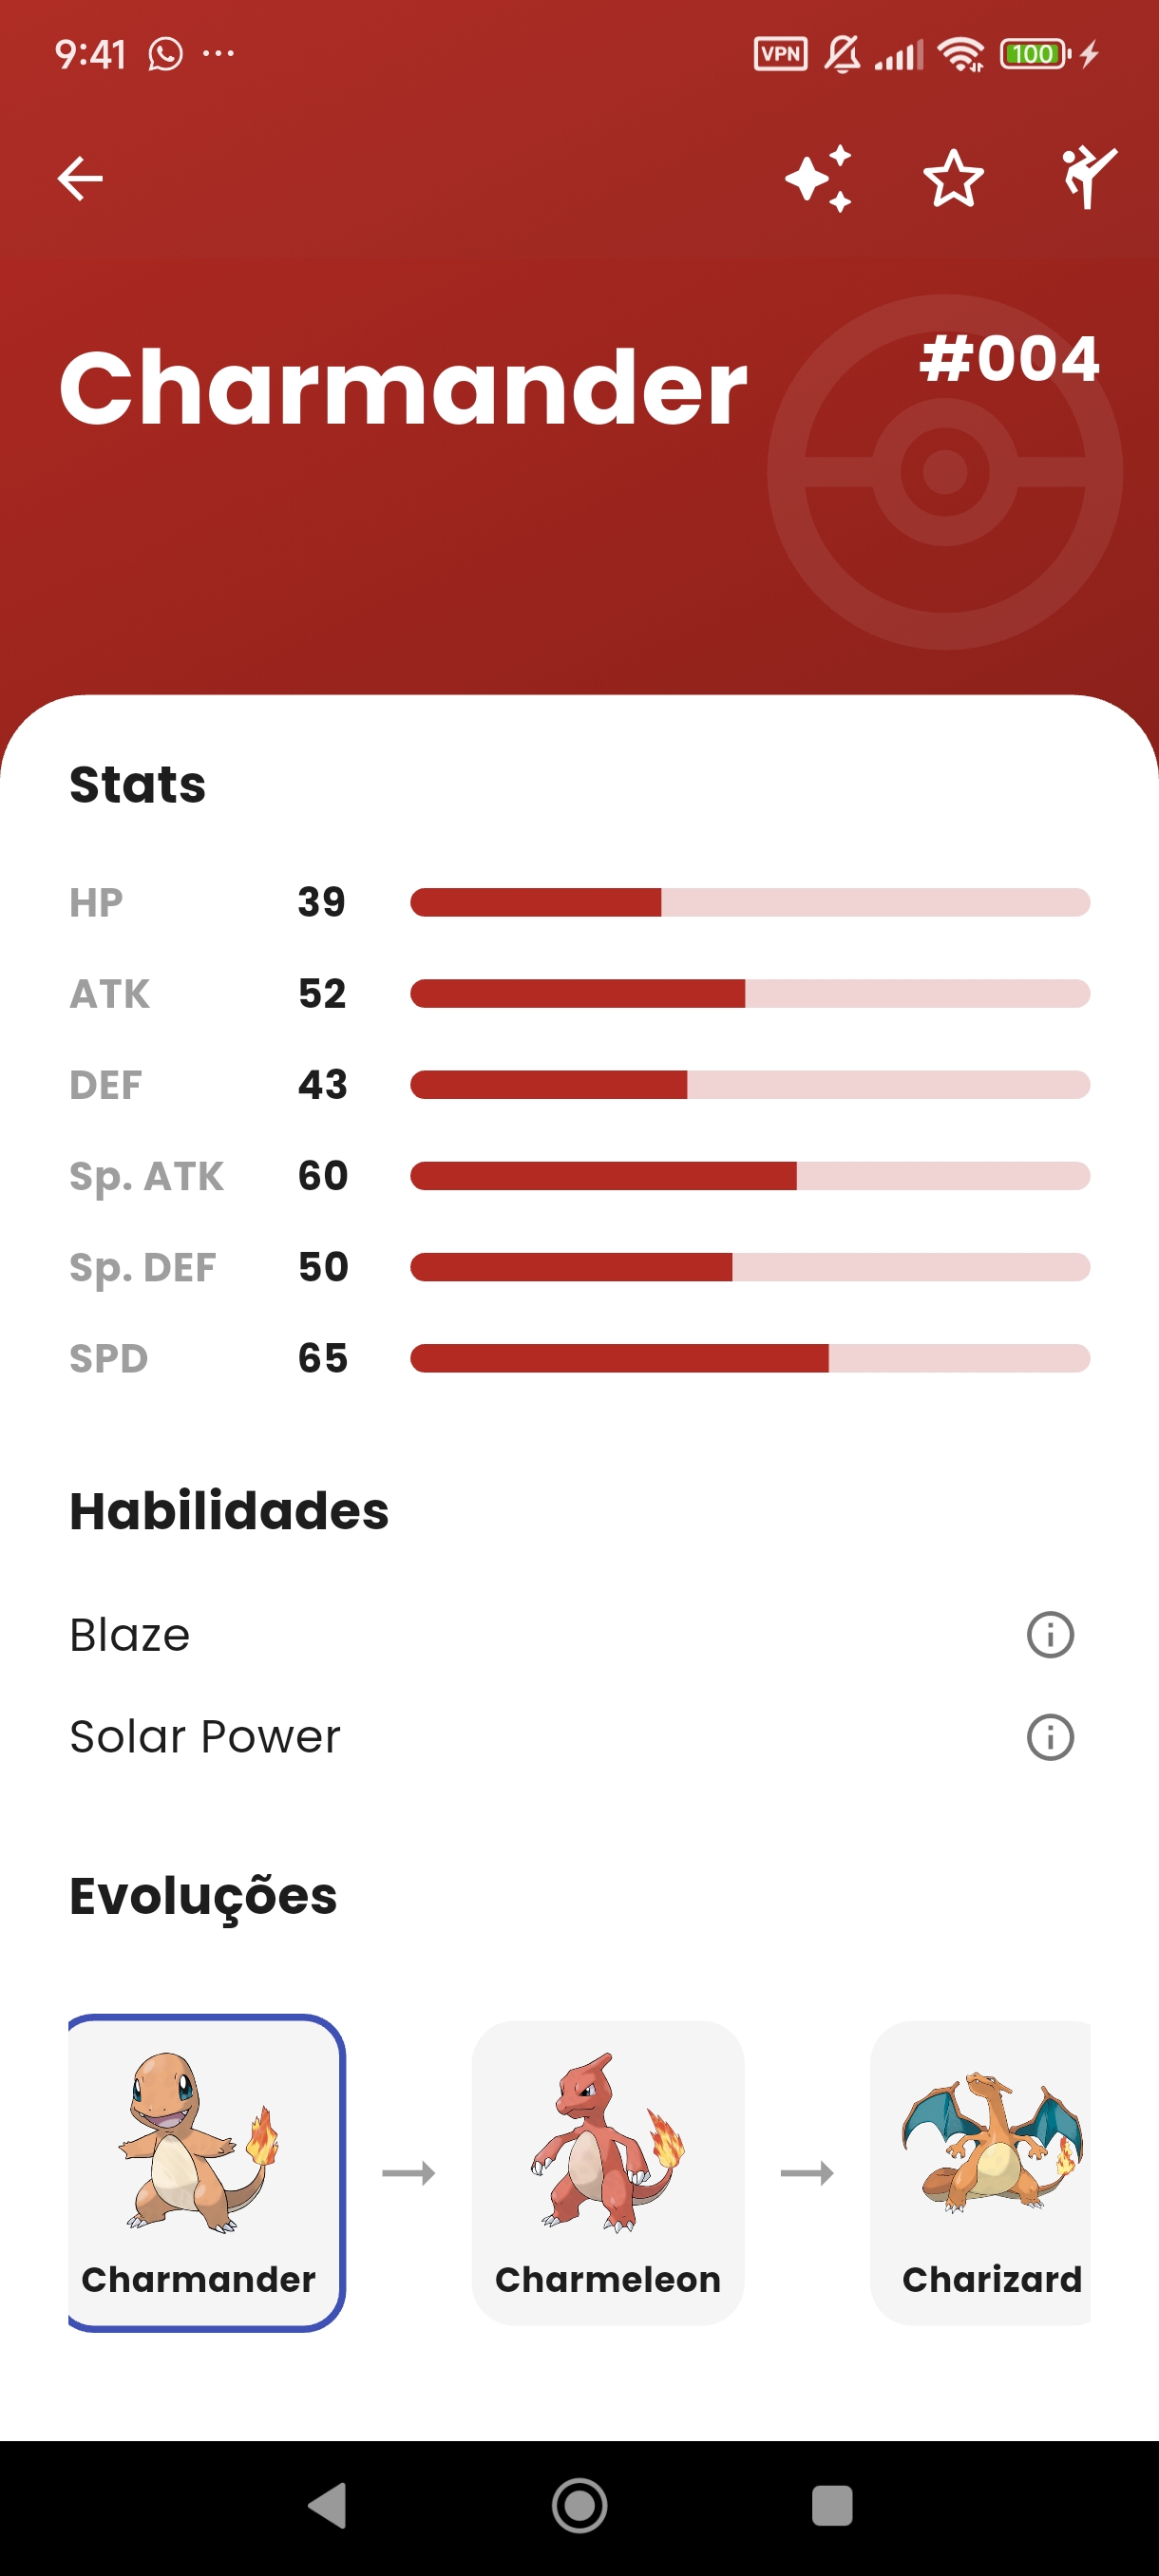 9:41
VPN
100
Charmander
#004
Stats
HP 39
ATK 52
DEF 43
Sp. ATK 60
Sp. DEF 50
SPD 65
Habilidades
Blaze
Solar Power
Evoluções
Charmander Charmeleon Charizard